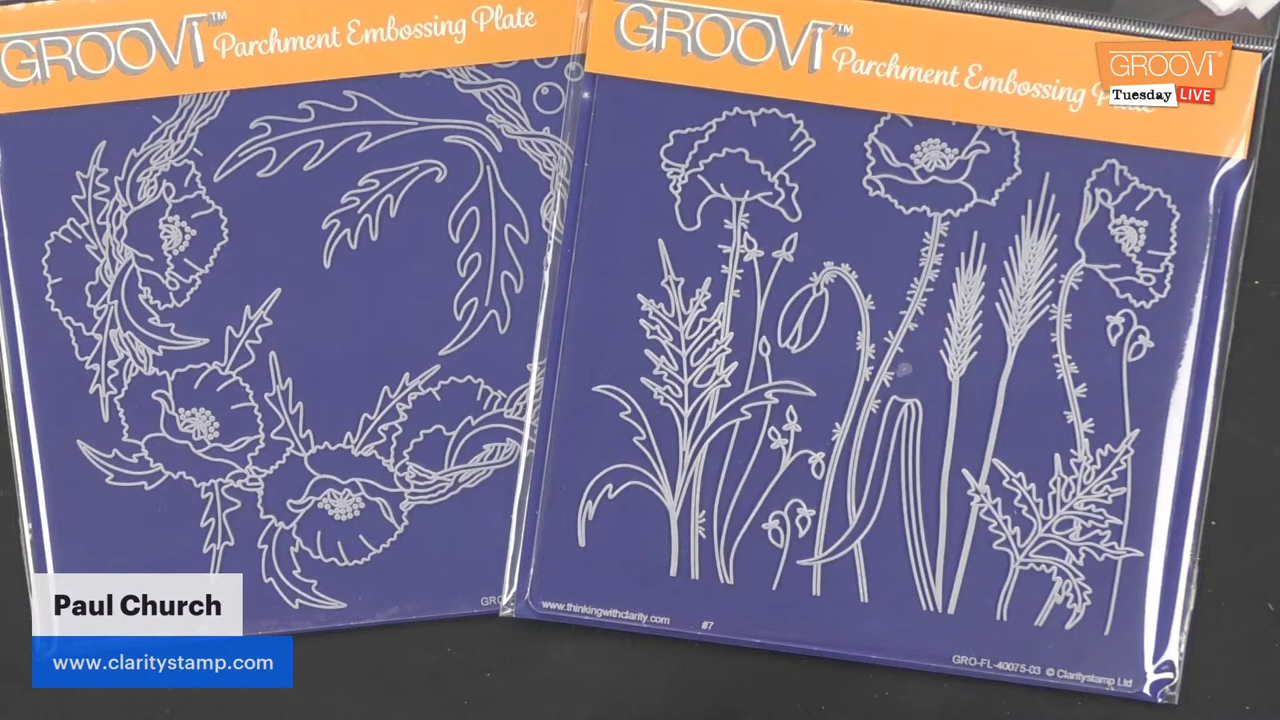 GROOVI™ Parchment Embossing Plate
GROOVI™ Parchment Embossing Plate
GROOVI®
Tuesday LIVE
www.thinkingwithclarity.com
#7
GRO-FL-40075-03 © Claritystamp Ltd
GRO
Paul Church
www.claritystamp.com